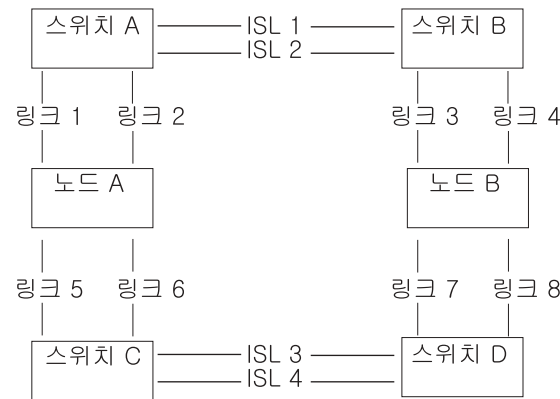 스위치 A
ISL 1
ISL 2
스위치 B
링크 1
링크 2
링크 3
링크 4
노드 A
노드 B
링크 5
링크 6
링크 7
링크 8
스위치 C
ISL 3
ISL 4
스위치 D